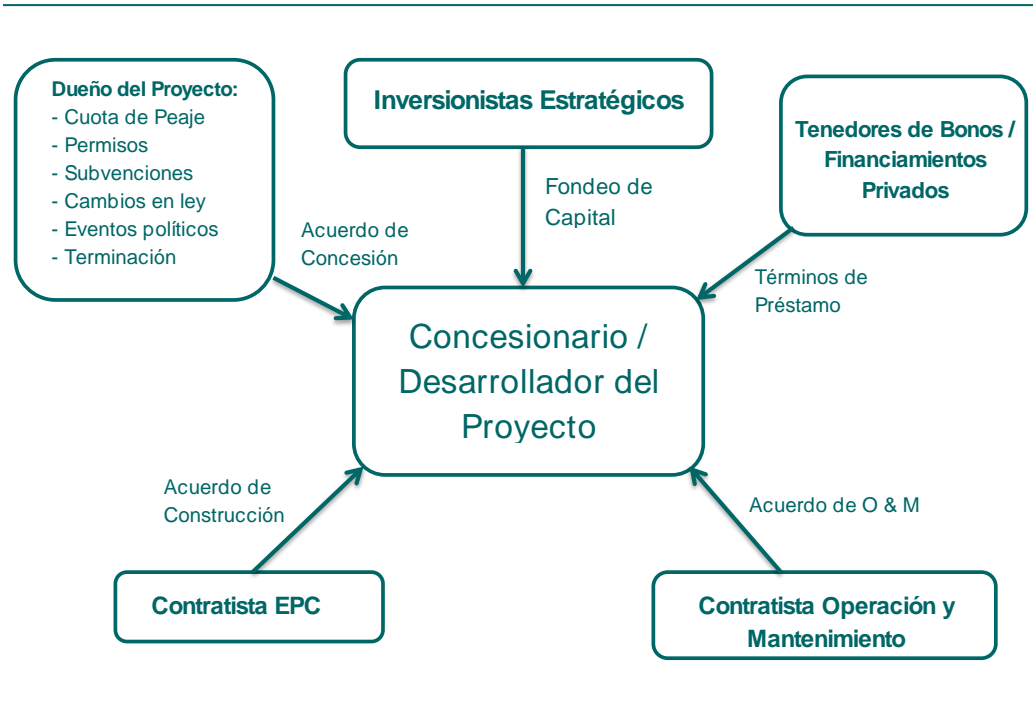 Dueño del Proyecto:
- Cuota de Peaje
- Permisos
- Subvenciones
- Cambios en ley
- Eventos políticos
- Terminación
Inversionistas Estratégicos
Tenedores de Bonos /
Financiamientos
Privados
Acuerdo de
Concesión
Fondeo de
Capital
Términos de
Préstamo
Concesionario /
Desarrollador del
Proyecto
Acuerdo de
Construcción
Acuerdo de O & M
Contratista EPC
Contratista Operación y
Mantenimiento